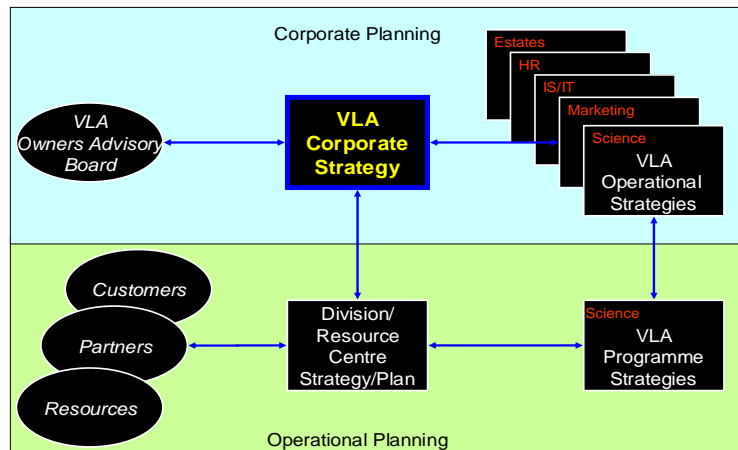 Corporate Planning
VLA
Owners Advisory
Board
VLA
Corporate
Strategy
Estates
HR
IS/IT
Marketing
Science
VLA
Operational
Strategies
Customers
Partners
Resources
Division/
Resource
Centre
Strategy/Plan
Science
VLA
Programme
Strategies
Operational Planning